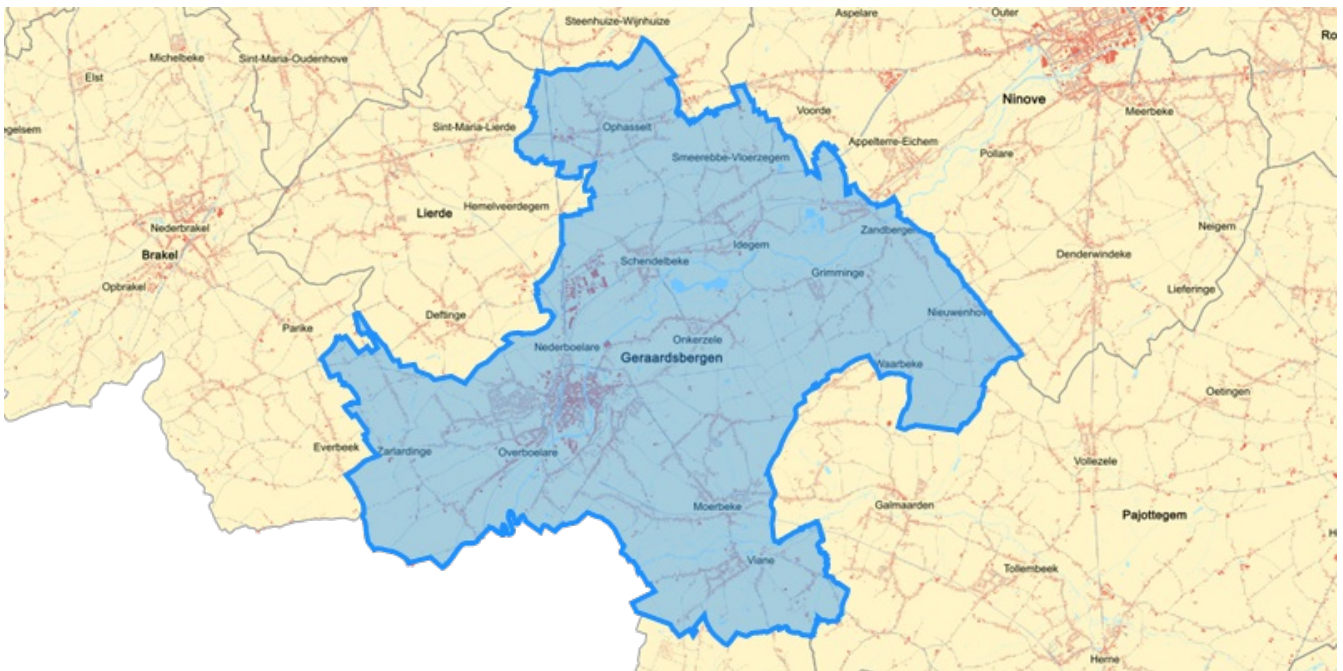 Steenhuize-Wijnhuize
Aspelare
Outer
Michelbeke
Sint-Maria-Oudenhove
Elst
Ninove
Voorde
Meerbeke
Sint-Maria-Lierde
Ophasselt
Appelterre-Eichem
Pollare
Smeerebbe-Vloerzegem
Lierde
Hemelveerdegem
Nederbrakel
Brakel
Zandbergen
Neigem
Idegem
Denderwindeke
Schendelbeke
Grimminge
Opbrakel
Lieferinge
Deftinge
Nieuwenhove
Parike
Onkerzele
Nederboelare
Geraardsbergen
Waarbeke
Oetingen
Everbeek
Zarlardinge
Overboelare
Vollezele
Moerbeke
Galmaarden
Pajottegem
Viane
Tollembeek
Herne